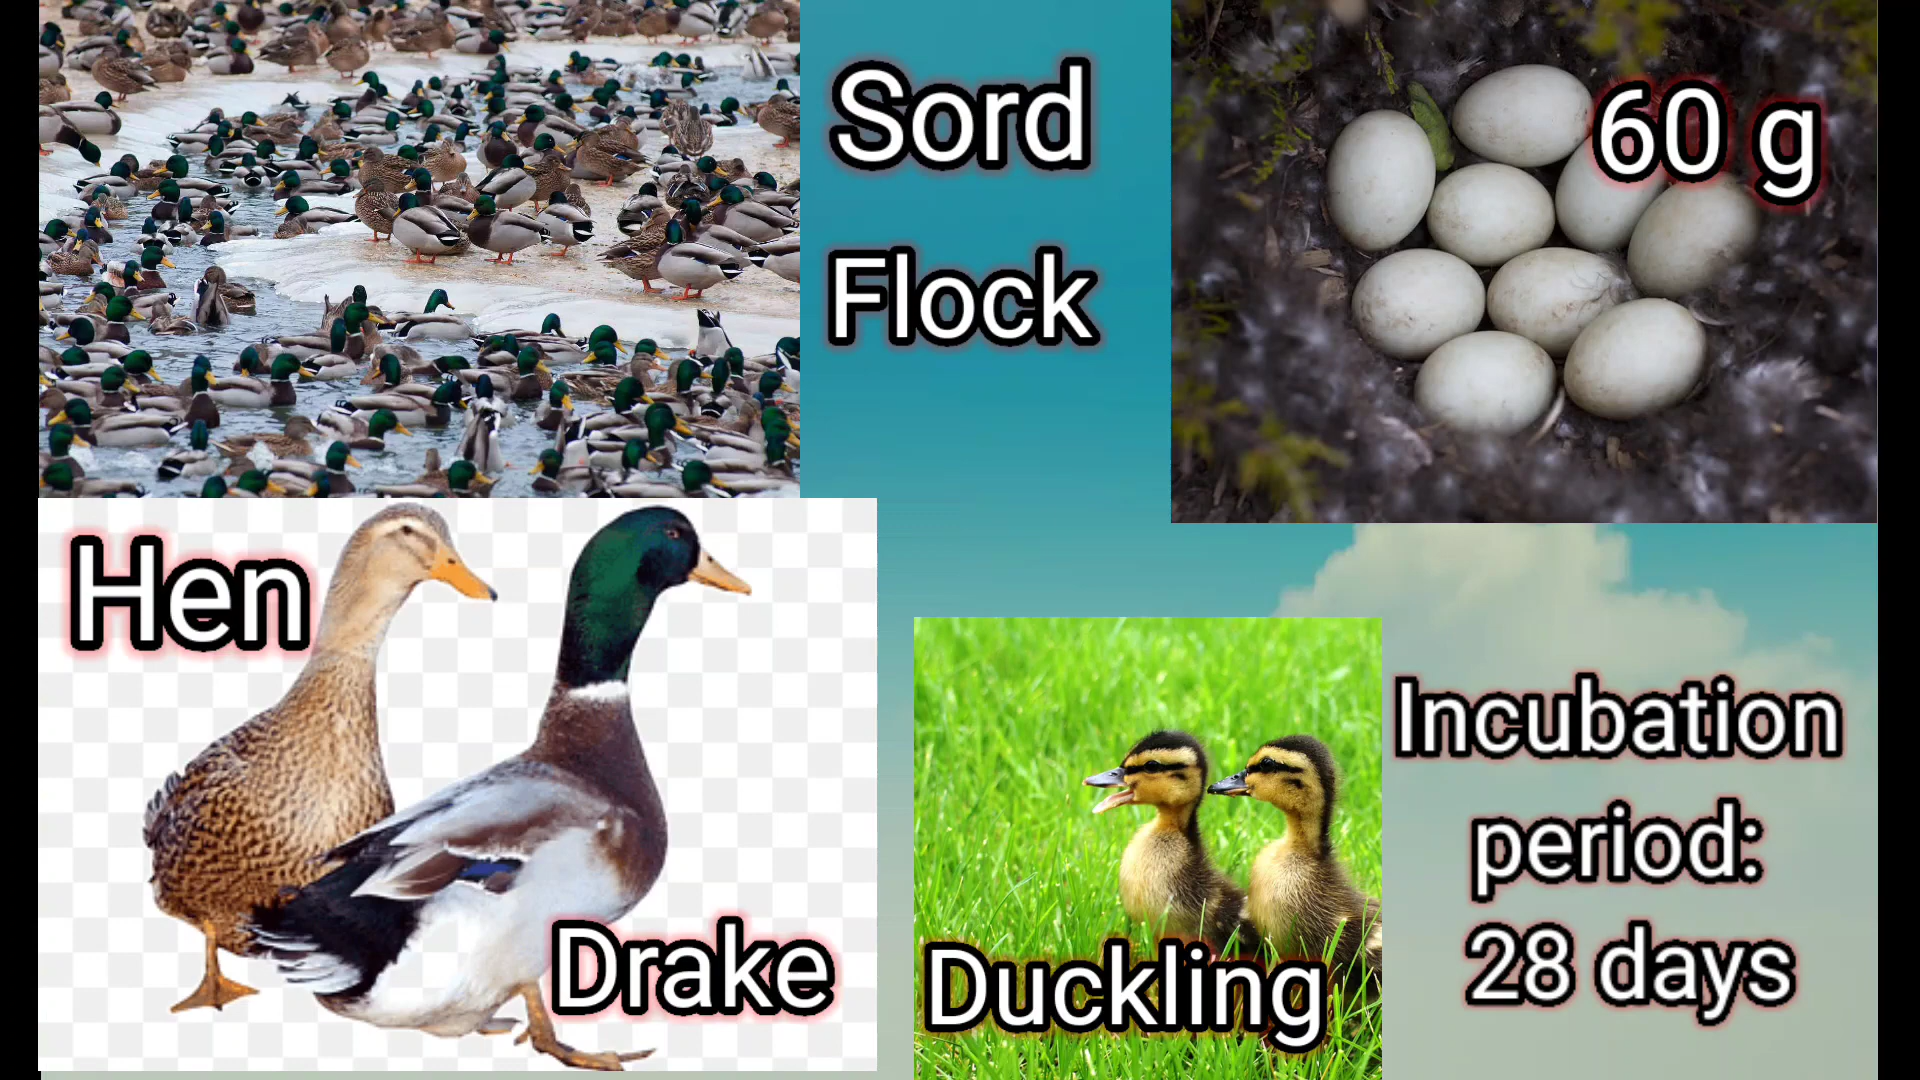 Sord
Flock
60 g
Hen
Drake
Duckling
Incubation
period:
28 days